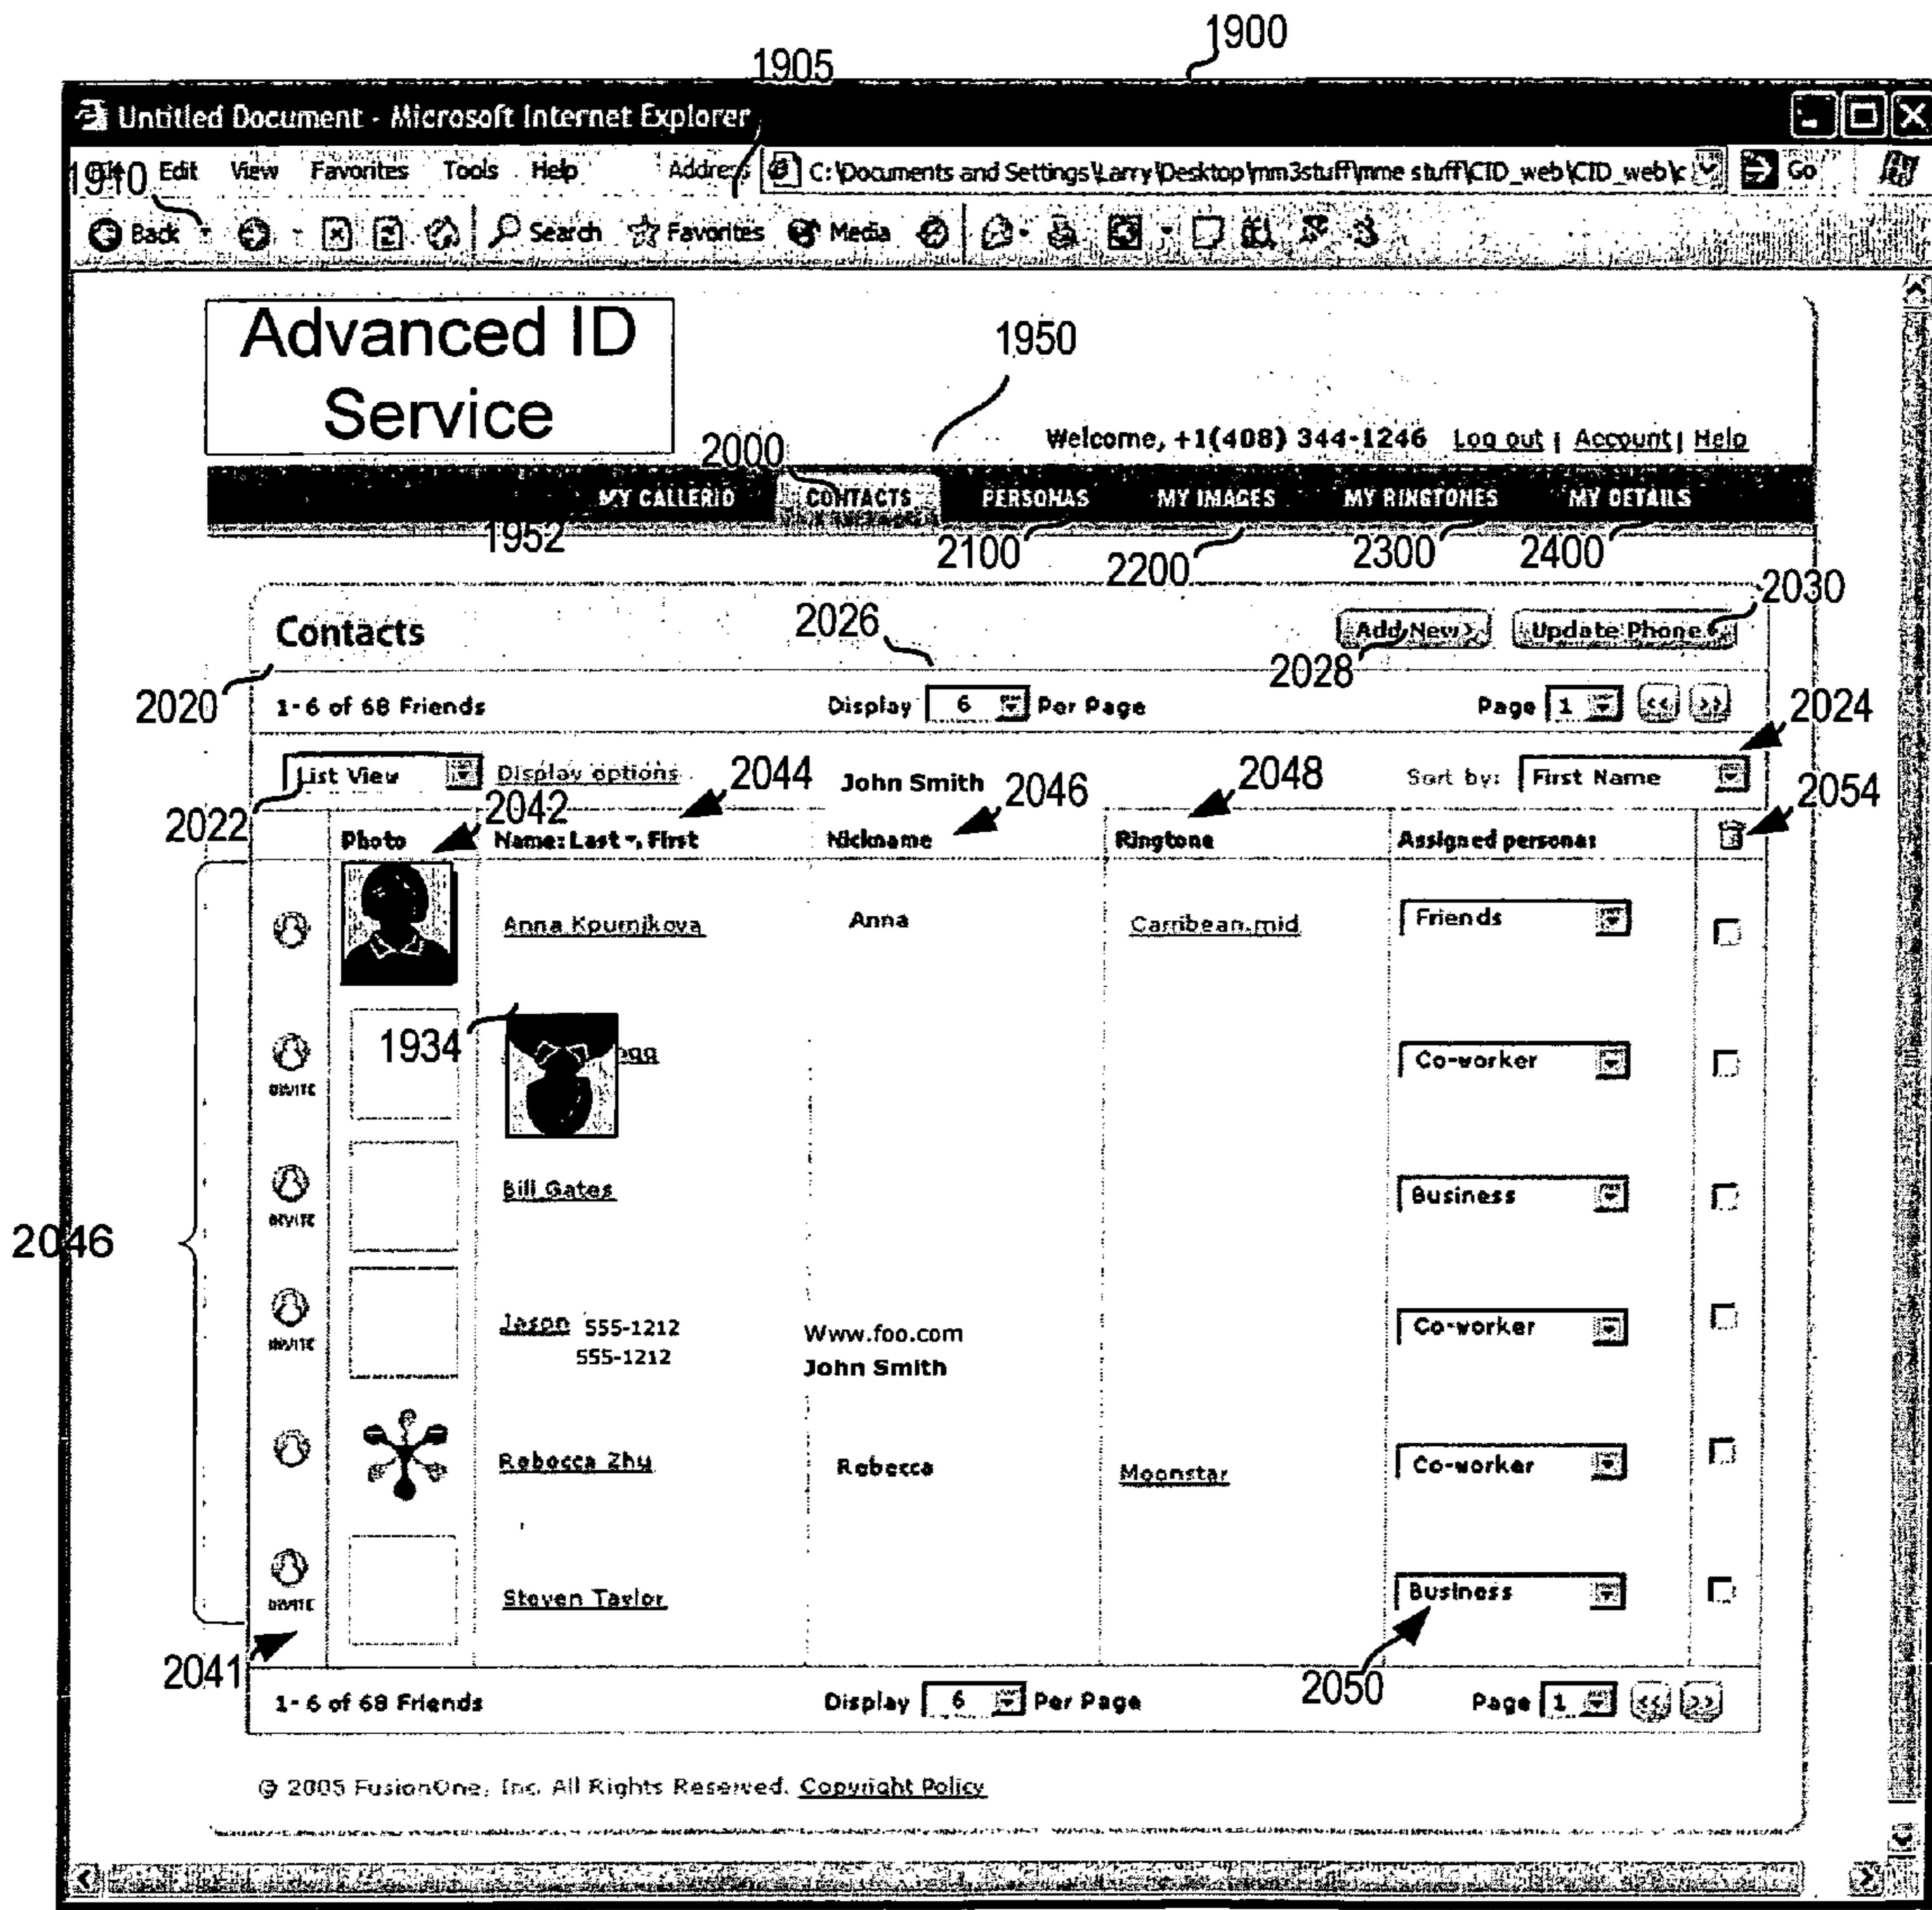 1900
1905
Untitled Document - Microsoft Internet Explorer
1910 Edit View Favorites Tools Help Address C:\Documents and Settings\Larry\Desktop\mm3stuff\mme stuff\CID_web\CID_web\c Go
Back Search Favorites Media
Advanced ID
Service
1950
Welcome, +1(408) 344-1246 Log out | Account | Help
2000
MY CALLERID CONTACTS PERSONAS MY IMAGES MY RINGTONES MY DETAILS
1952 2100 2200 2300 2400
2030
Contacts 2026 Add New > Update Phone
2028
2020 1-6 of 68 Friends Display 6 Per Page Page 1 << >> 2024
List View Display options 2044 John Smith 2046 2048 Sort by: First Name
2022 2042 2054
Photo Name: Last, First Nickname Ringtone Assigned persona:
Anna Kournikova Anna Carribean.mid Friends
1934
INVITE Co-worker
Bill Gates Business
INVITE
2046
Jason 555-1212 Www.foo.com Co-worker
INVITE 555-1212 John Smith
Rebecca Zhu Rebecca Moonstar Co-worker
INVITE Steven Taylor Business
2041 2050
1-6 of 68 Friends Display 6 Per Page Page 1 << >>
© 2005 FusionOne, Inc. All Rights Reserved. Copyright Policy